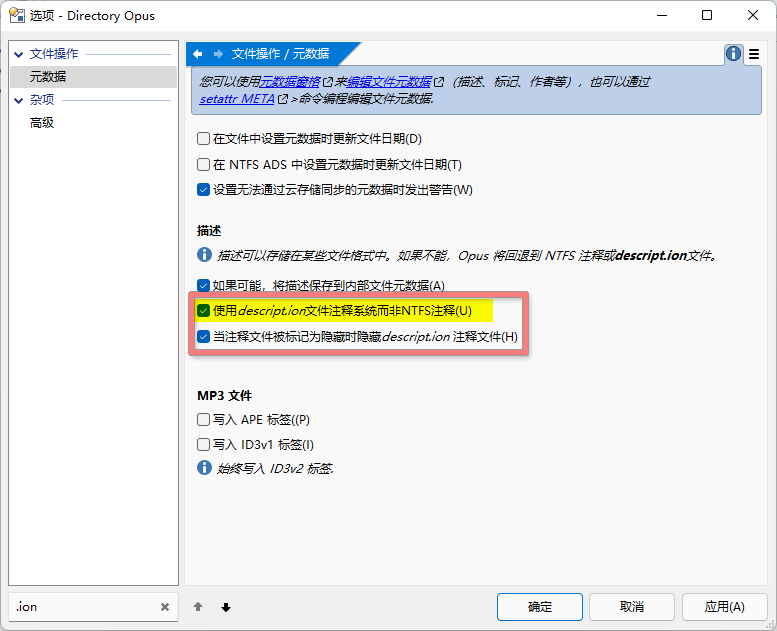 选项 - Directory Opus
文件操作
元数据
杂项
高级
文件操作 / 元数据
您可以使用元数据窗格来编辑文件元数据（描述、标记、作者等），也可以通过
setattr META >命令编程编辑文件元数据.
在文件中设置元数据时更新文件日期(D)
在 NTFS ADS 中设置元数据时更新文件日期(T)
设置无法通过云存储同步的元数据时发出警告(W)
描述
描述可以存储在某些文件格式中。如果不能，Opus 将回退到 NTFS 注释或descript.ion文件。
如果可能，将描述保存到内部文件元数据(A)
使用descript.ion文件注释系统而非NTFS注释(U)
当注释文件被标记为隐藏时隐藏descript.ion 注释文件(H)
MP3 文件
写入 APE 标签((P)
写入 ID3v1 标签(I)
始终写入 ID3v2 标签.
.ion
确定
取消
应用(A)